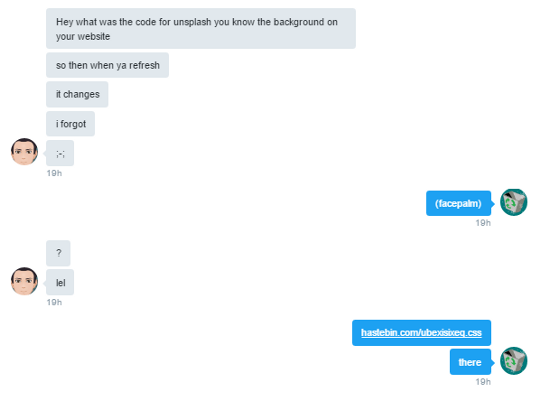 Hey what was the code for unsplash you know the background on
your website
so then when ya refresh
it changes
i forgot
;-;
19h
(facepalm)
19h
?
lel
19h
hastebin.com/ubexisixeq.css
there
19h